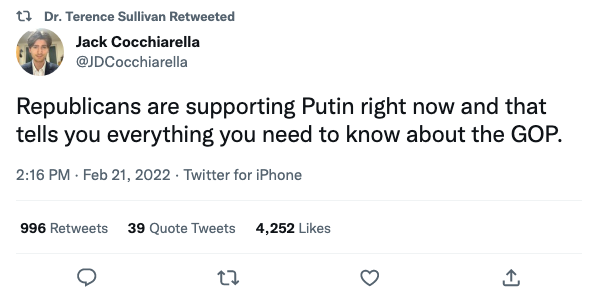 Dr. Terence Sullivan Retweeted
Jack Cocchiarella
@JDCocchiarella
Republicans are supporting Putin right now and that
tells you everything you need to know about the GOP.
2:16 PM · Feb 21, 2022 · Twitter for iPhone
996 Retweets 39 Quote Tweets 4,252 Likes